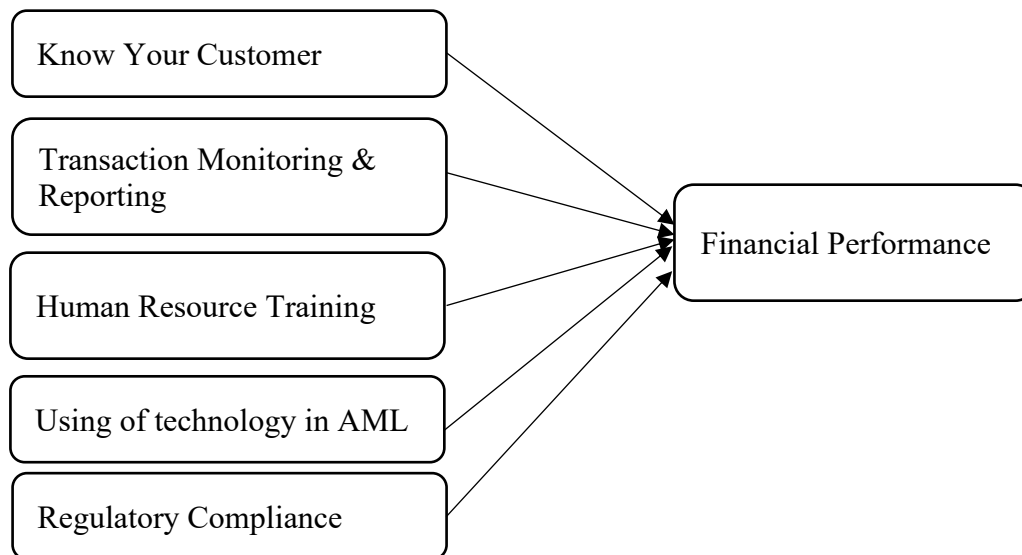 Know Your Customer
Transaction Monitoring &
Reporting
Human Resource Training
Using of technology in AML
Regulatory Compliance
Financial Performance